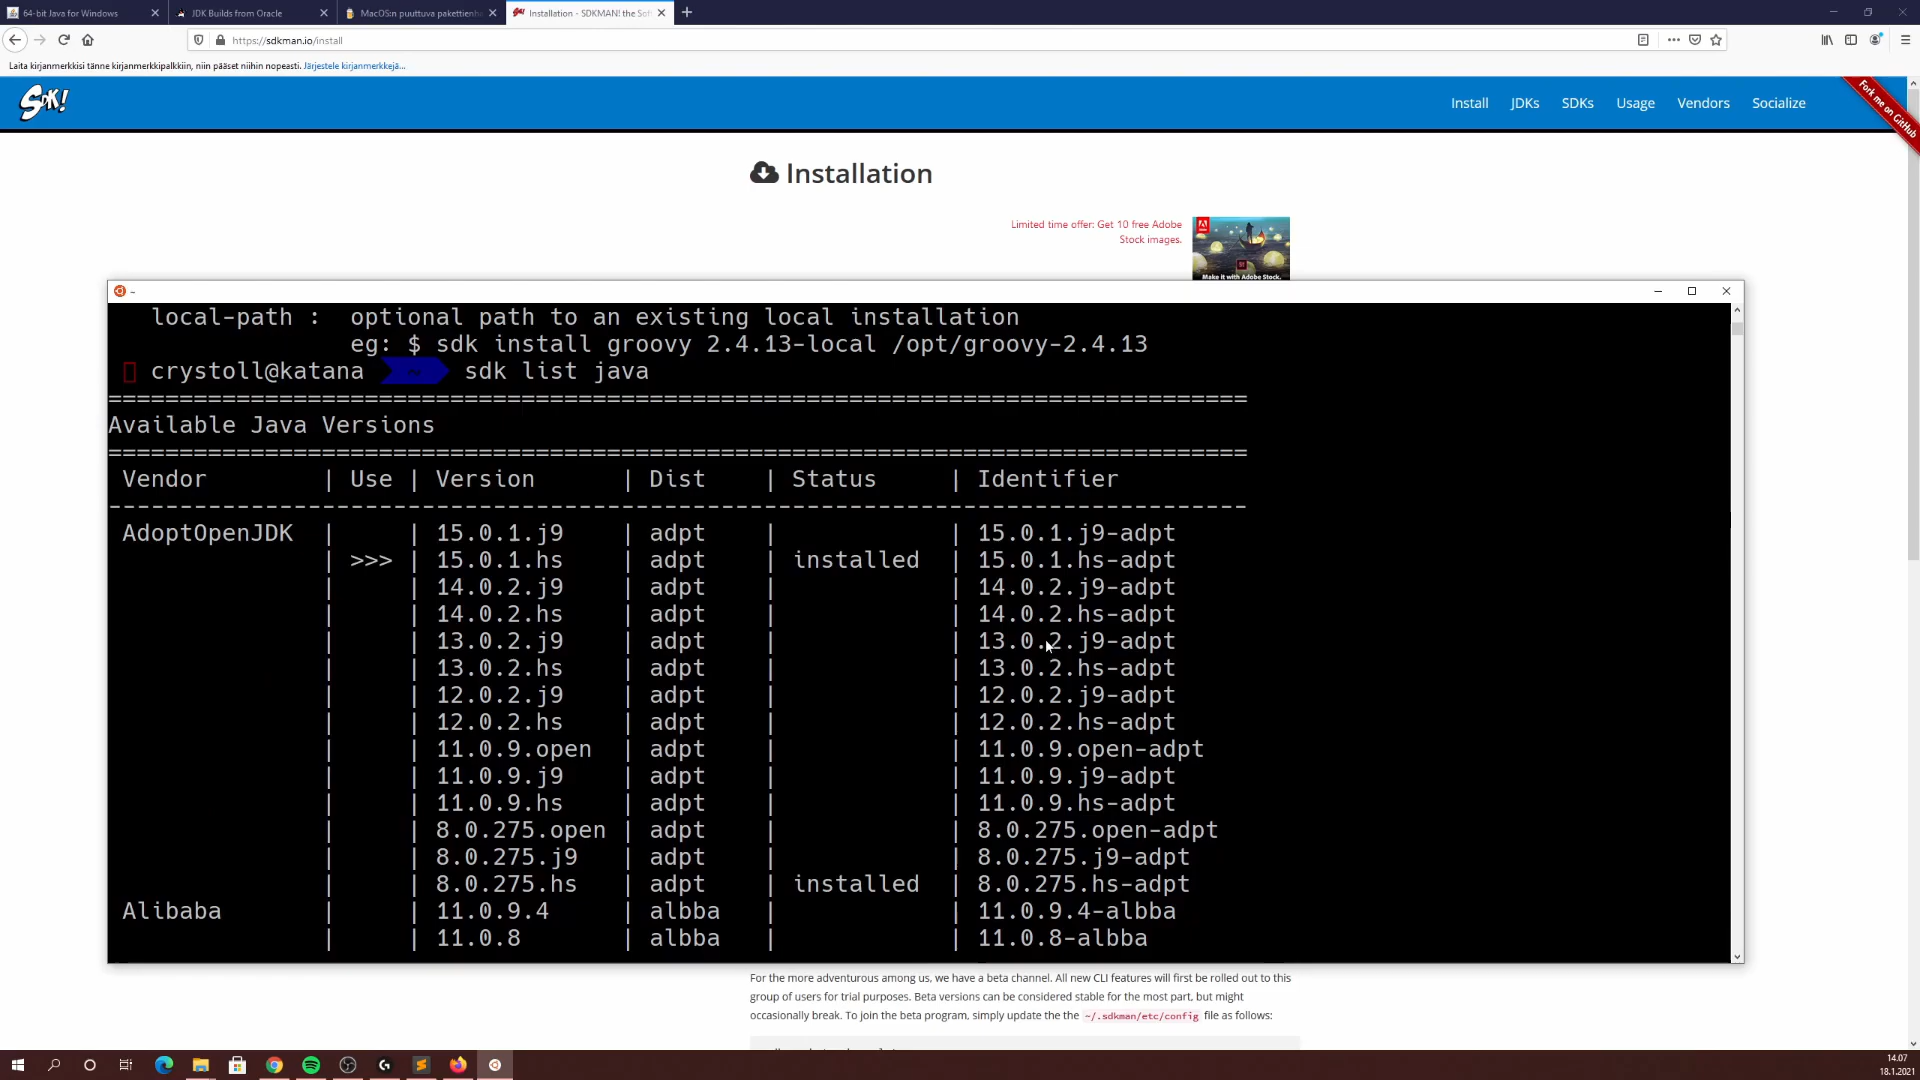 64-bit Java for Windows
JDK Builds from Oracle
MacOS:n puuttuva pakettienha
Installation - SDKMAN! the Sof
https://sdkman.io/install
Laita kirjanmerkkisi tänne kirjanmerkkipalkkiin, niin pääset niihin nopeasti. Järjestele kirjanmerkkejä...
SDK!
Install JDKs SDKs Usage Vendors Socialize
Fork me on GitHub
Installation
Limited time offer: Get 10 free Adobe
Stock images.
Make it with Adobe Stock.
~
local-path : optional path to an existing local installation
eg: $ sdk install groovy 2.4.13-local /opt/groovy-2.4.13
crystoll@katana ~ sdk list java
================================================================================
Available Java Versions
================================================================================
Vendor | Use | Version | Dist | Status | Identifier
--------------------------------------------------------------------------------
AdoptOpenJDK | | 15.0.1.j9 | adpt | | 15.0.1.j9-adpt
| >>> | 15.0.1.hs | adpt | installed | 15.0.1.hs-adpt
| | 14.0.2.j9 | adpt | | 14.0.2.j9-adpt
| | 14.0.2.hs | adpt | | 14.0.2.hs-adpt
| | 13.0.2.j9 | adpt | | 13.0.2.j9-adpt
| | 13.0.2.hs | adpt | | 13.0.2.hs-adpt
| | 12.0.2.j9 | adpt | | 12.0.2.j9-adpt
| | 12.0.2.hs | adpt | | 12.0.2.hs-adpt
| | 11.0.9.open | adpt | | 11.0.9.open-adpt
| | 11.0.9.j9 | adpt | | 11.0.9.j9-adpt
| | 11.0.9.hs | adpt | | 11.0.9.hs-adpt
| | 8.0.275.open | adpt | | 8.0.275.open-adpt
| | 8.0.275.j9 | adpt | | 8.0.275.j9-adpt
| | 8.0.275.hs | adpt | installed | 8.0.275.hs-adpt
Alibaba | | 11.0.9.4 | albba | | 11.0.9.4-albba
| | 11.0.8 | albba | | 11.0.8-albba
For the more adventurous among us, we have a beta channel. All new CLI features will first be rolled out to this
group of users for trial purposes. Beta versions can be considered stable for the most part, but might
occasionally break. To join the beta program, simply update the the ~/.sdkman/etc/config file as follows:
14.07
18.1.2021